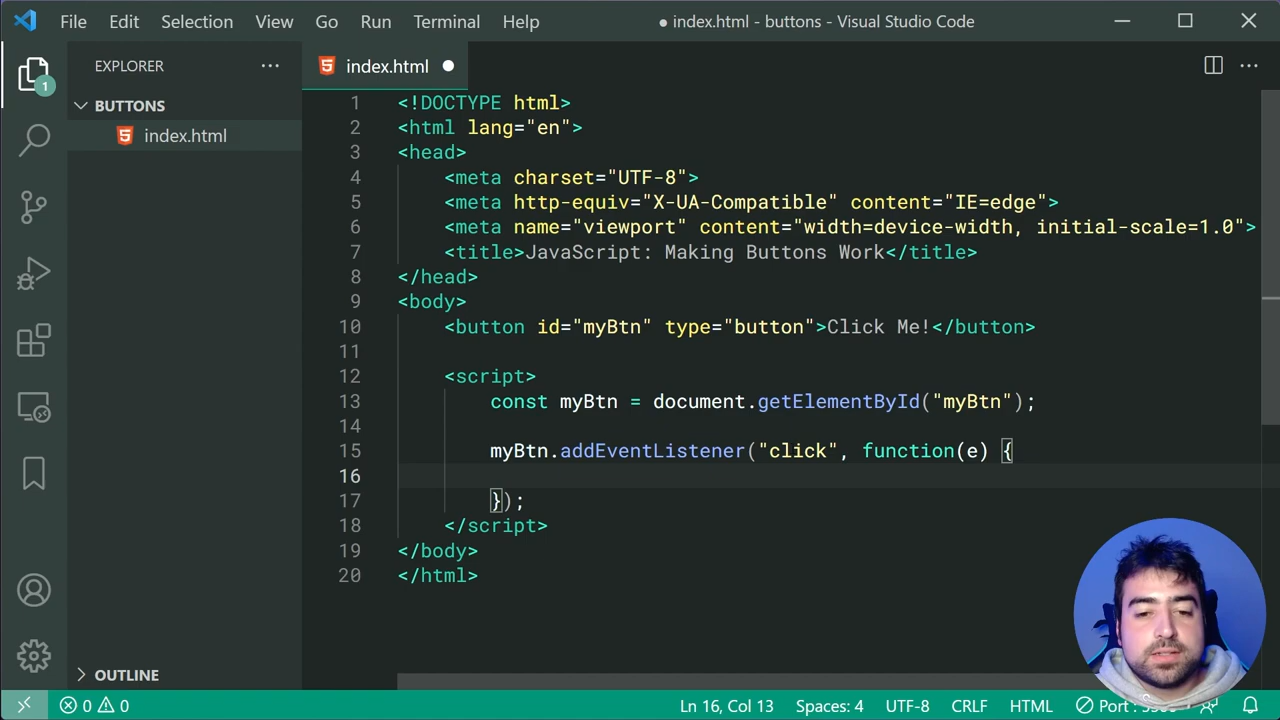 File Edit Selection View Go Run Terminal Help ● index.html - buttons - Visual Studio Code
EXPLORER ···
index.html ●
1
BUTTONS
index.html
1 <!DOCTYPE html>
2 <html lang="en">
3 <head>
4 <meta charset="UTF-8">
5 <meta http-equiv="X-UA-Compatible" content="IE=edge">
6 <meta name="viewport" content="width=device-width, initial-scale=1.0">
7 <title>JavaScript: Making Buttons Work</title>
8 </head>
9 <body>
10 <button id="myBtn" type="button">Click Me!</button>
11
12 <script>
13 const myBtn = document.getElementById("myBtn");
14
15 myBtn.addEventListener("click", function(e) {
16
17 });
18 </script>
19 </body>
20 </html>
OUTLINE
0 0 Ln 16, Col 13 Spaces: 4 UTF-8 CRLF HTML Port :